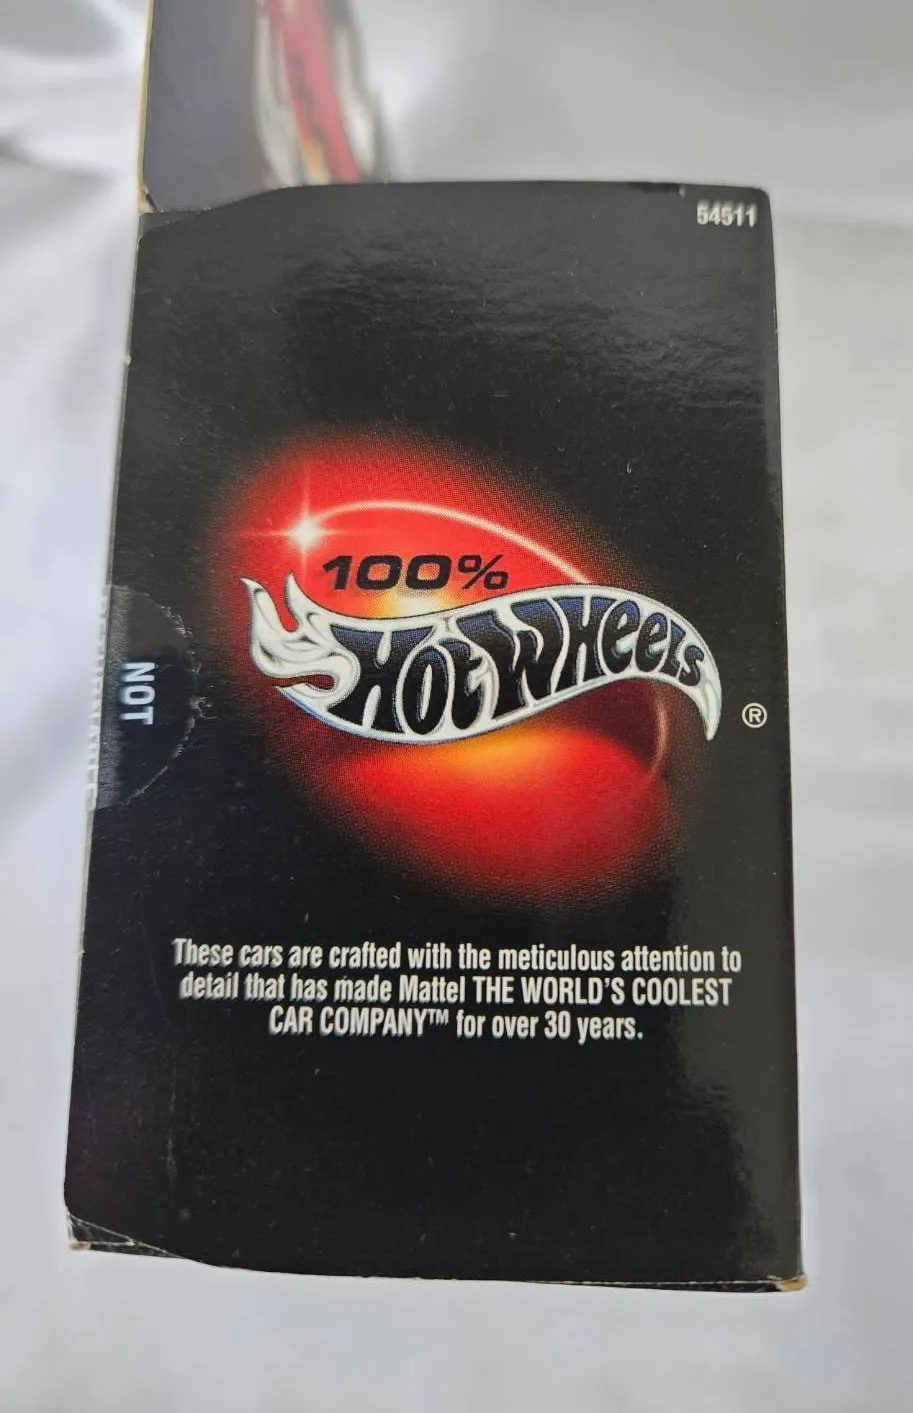 54511
100%
HOT WHEELS
®
NOT
These cars are crafted with the meticulous attention to
detail that has made Mattel THE WORLD'S COOLEST
CAR COMPANY™ for over 30 years.